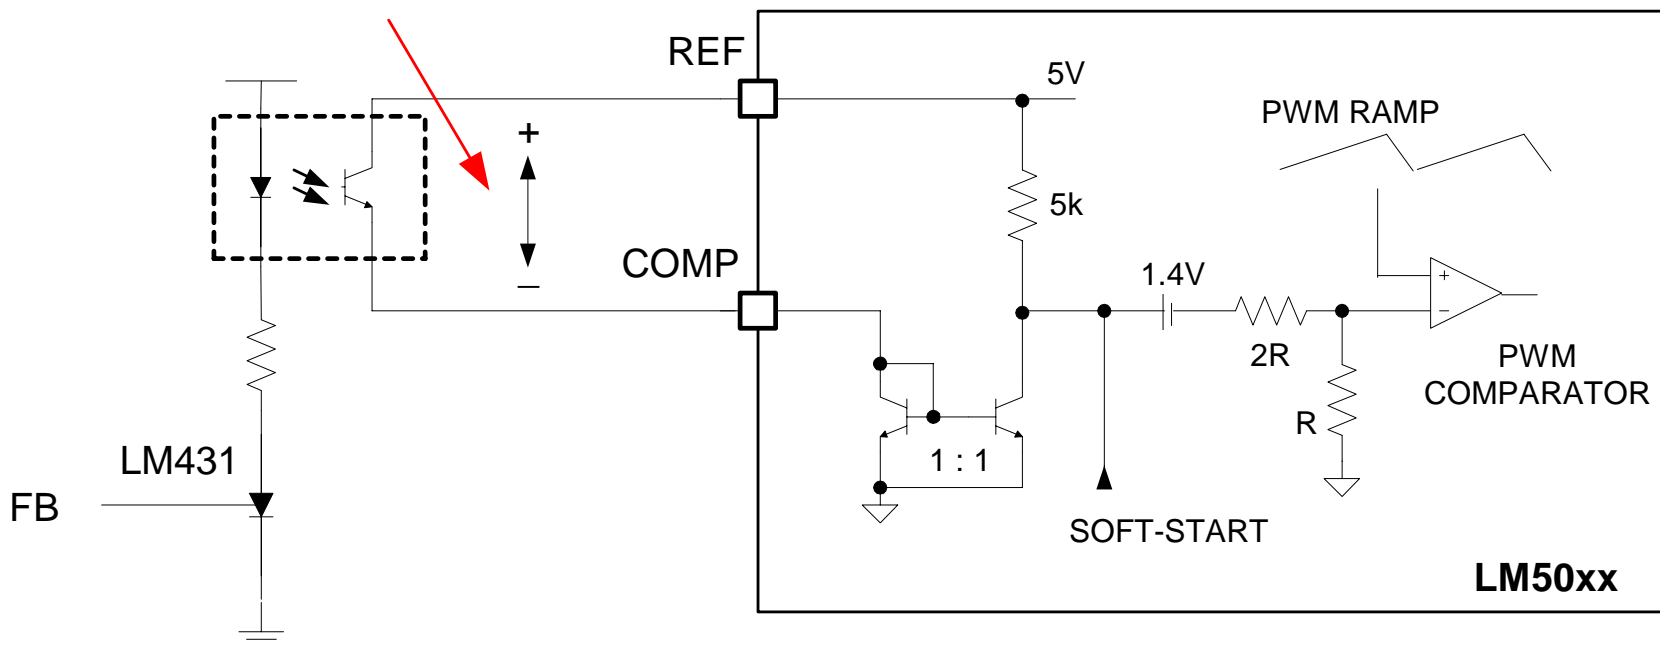 REF
5V
PWM RAMP
+
5k
COMP
1.4V
+
–
–
2R
PWM
COMPARATOR
R
LM431
1 : 1
FB
SOFT-START
LM50xx